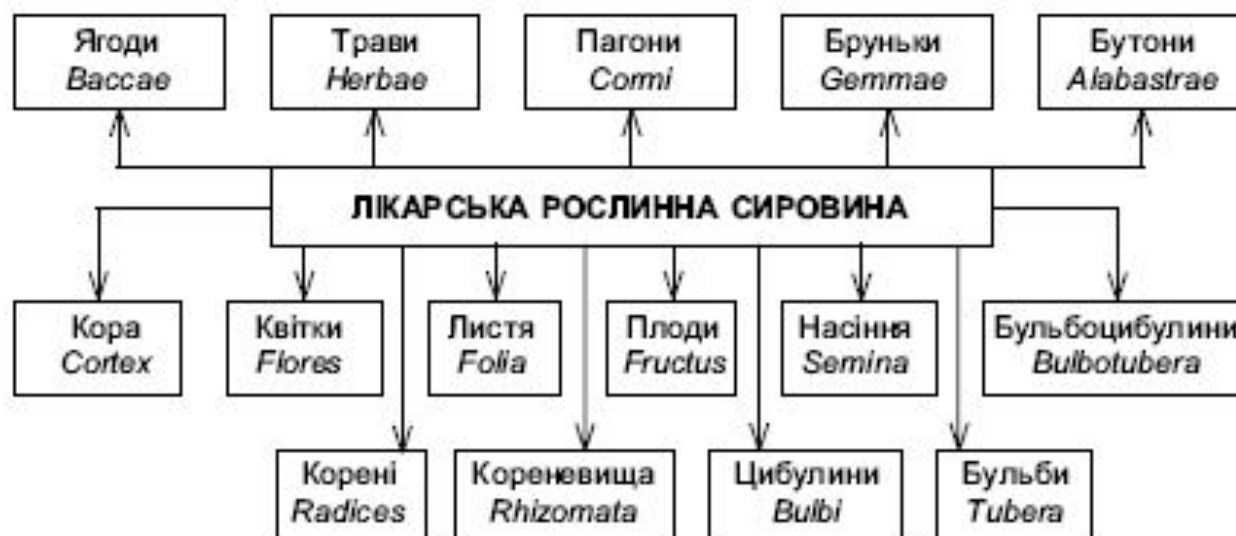 Ягоди
Baccae
Трави
Herbae
Пагони
Cormi
Бруньки
Gemmae
Бутони
Alabastrae
ЛІКАРСЬКА РОСЛИННА СИРОВИНА
Кора
Cortex
Квітки
Flores
Листя
Folia
Плоди
Fructus
Насіння
Semina
Бульбоцибулини
Bulbotubera
Корені
Radices
Кореневища
Rhizomata
Цибулини
Bulbi
Бульби
Tubera